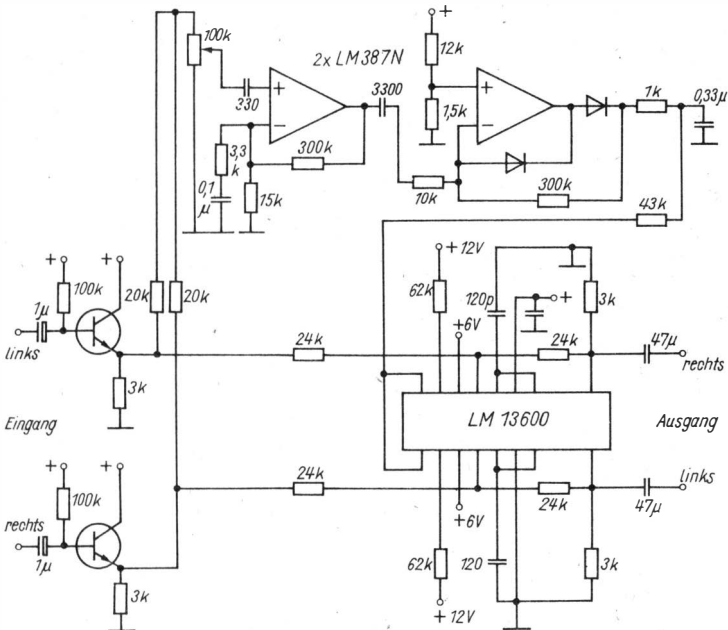 100k
2x LM387N
330
3300
+
12k
1,5k
+
−
+
−
1k
0,33μ
3,3
k
0,1
μ
300k
15k
10k
300k
43k
+
+
100k
1μ
links
20k
20k
3k
24k
+12V
62k
120p
+
+6V
3k
24k
47μ
rechts
LM 13600
Eingang
Ausgang
+
+
100k
rechts
1μ
3k
24k
+6V
24k
47μ
links
62k
120
3k
+12V